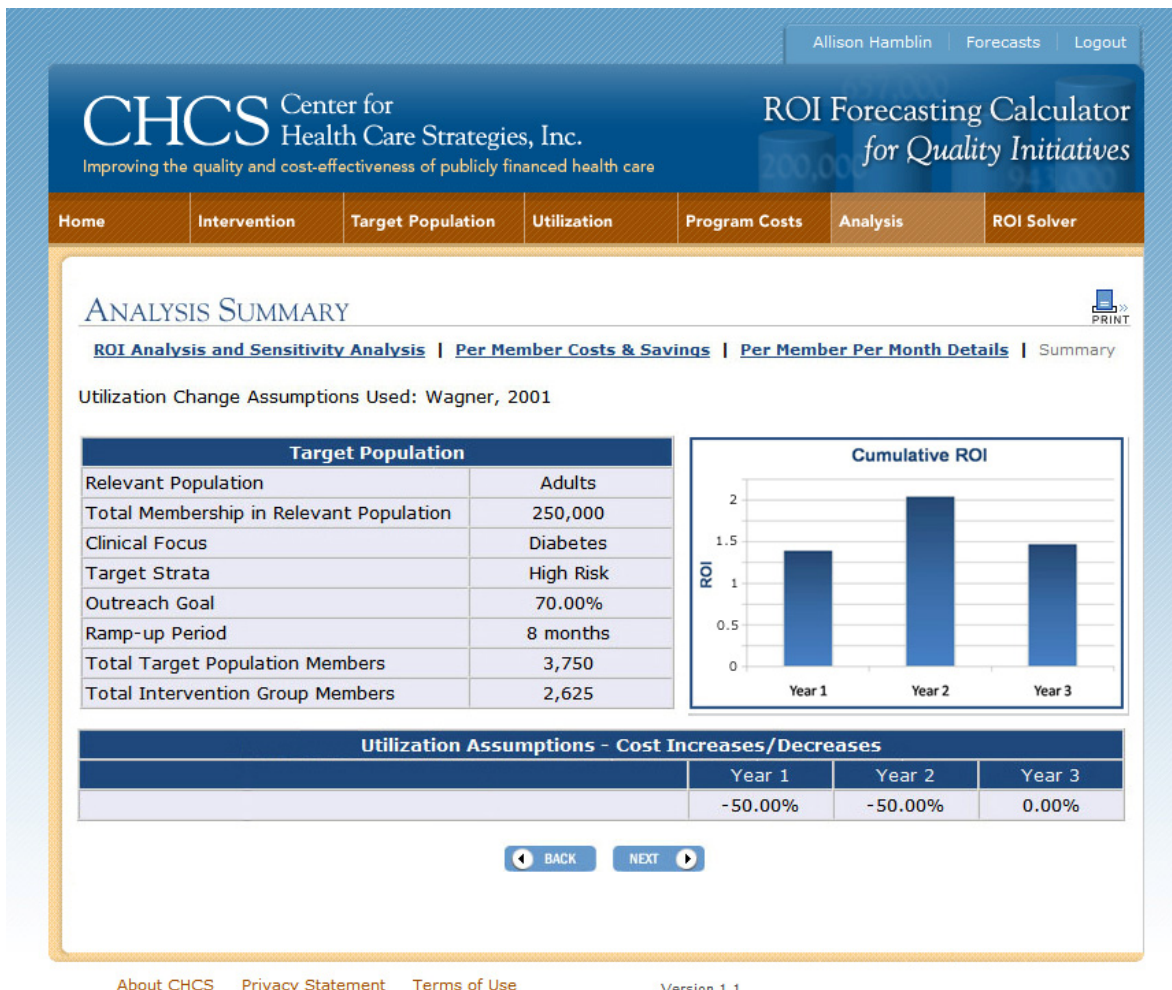 Allison Hamblin Forecasts Logout
CHCS Center for
Health Care Strategies, Inc.
Improving the quality and cost-effectiveness of publicly financed health care
ROI Forecasting Calculator
for Quality Initiatives
657,000
200,000
943,000
Home Intervention Target Population Utilization Program Costs Analysis ROI Solver
ANALYSIS SUMMARY
PRINT
ROI Analysis and Sensitivity Analysis | Per Member Costs & Savings | Per Member Per Month Details | Summary
Utilization Change Assumptions Used: Wagner, 2001
Target Population
Relevant Population Adults
Total Membership in Relevant Population 250,000
Clinical Focus Diabetes
Target Strata High Risk
Outreach Goal 70.00%
Ramp-up Period 8 months
Total Target Population Members 3,750
Total Intervention Group Members 2,625
Cumulative ROI
2
1.5
1
0.5
0
ROI
Year 1 Year 2 Year 3
Utilization Assumptions - Cost Increases/Decreases
Year 1 Year 2 Year 3
-50.00% -50.00% 0.00%
BACK NEXT
About CHCS Privacy Statement Terms of Use Version 1.1